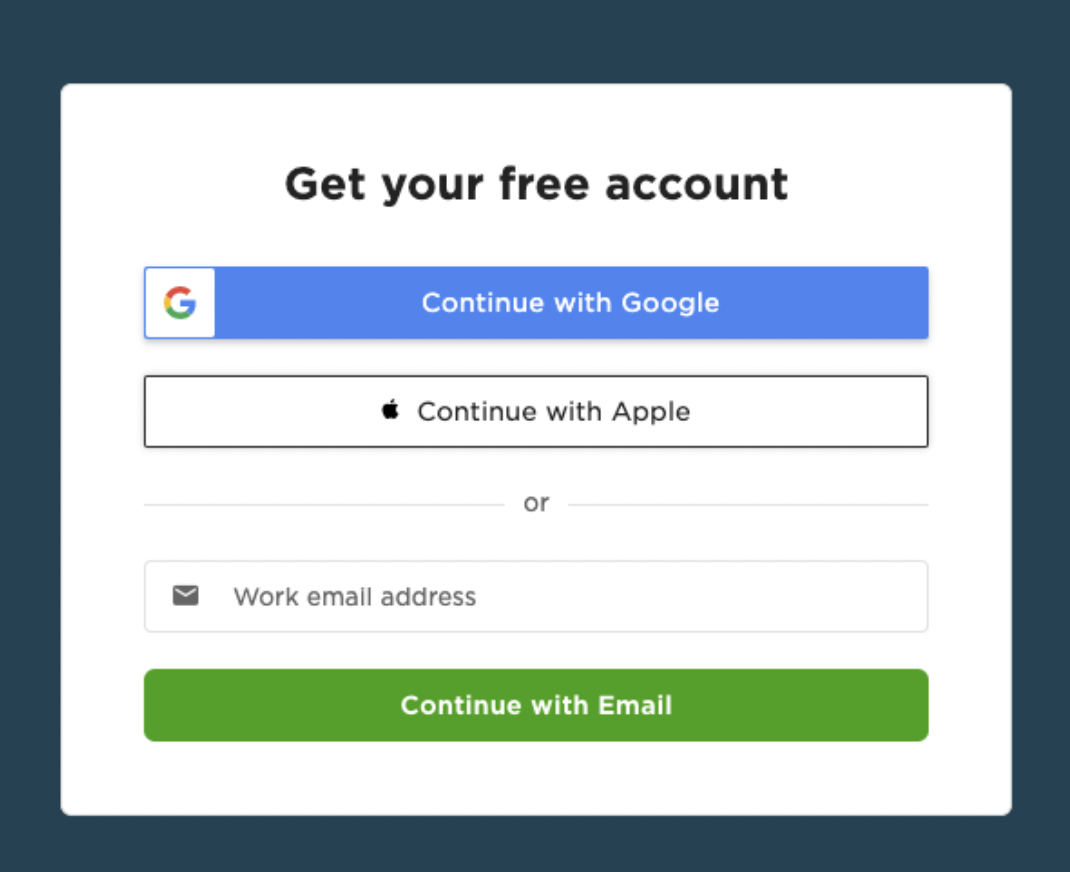 Get your free account
Continue with Google
Continue with Apple
or
Work email address
Continue with Email